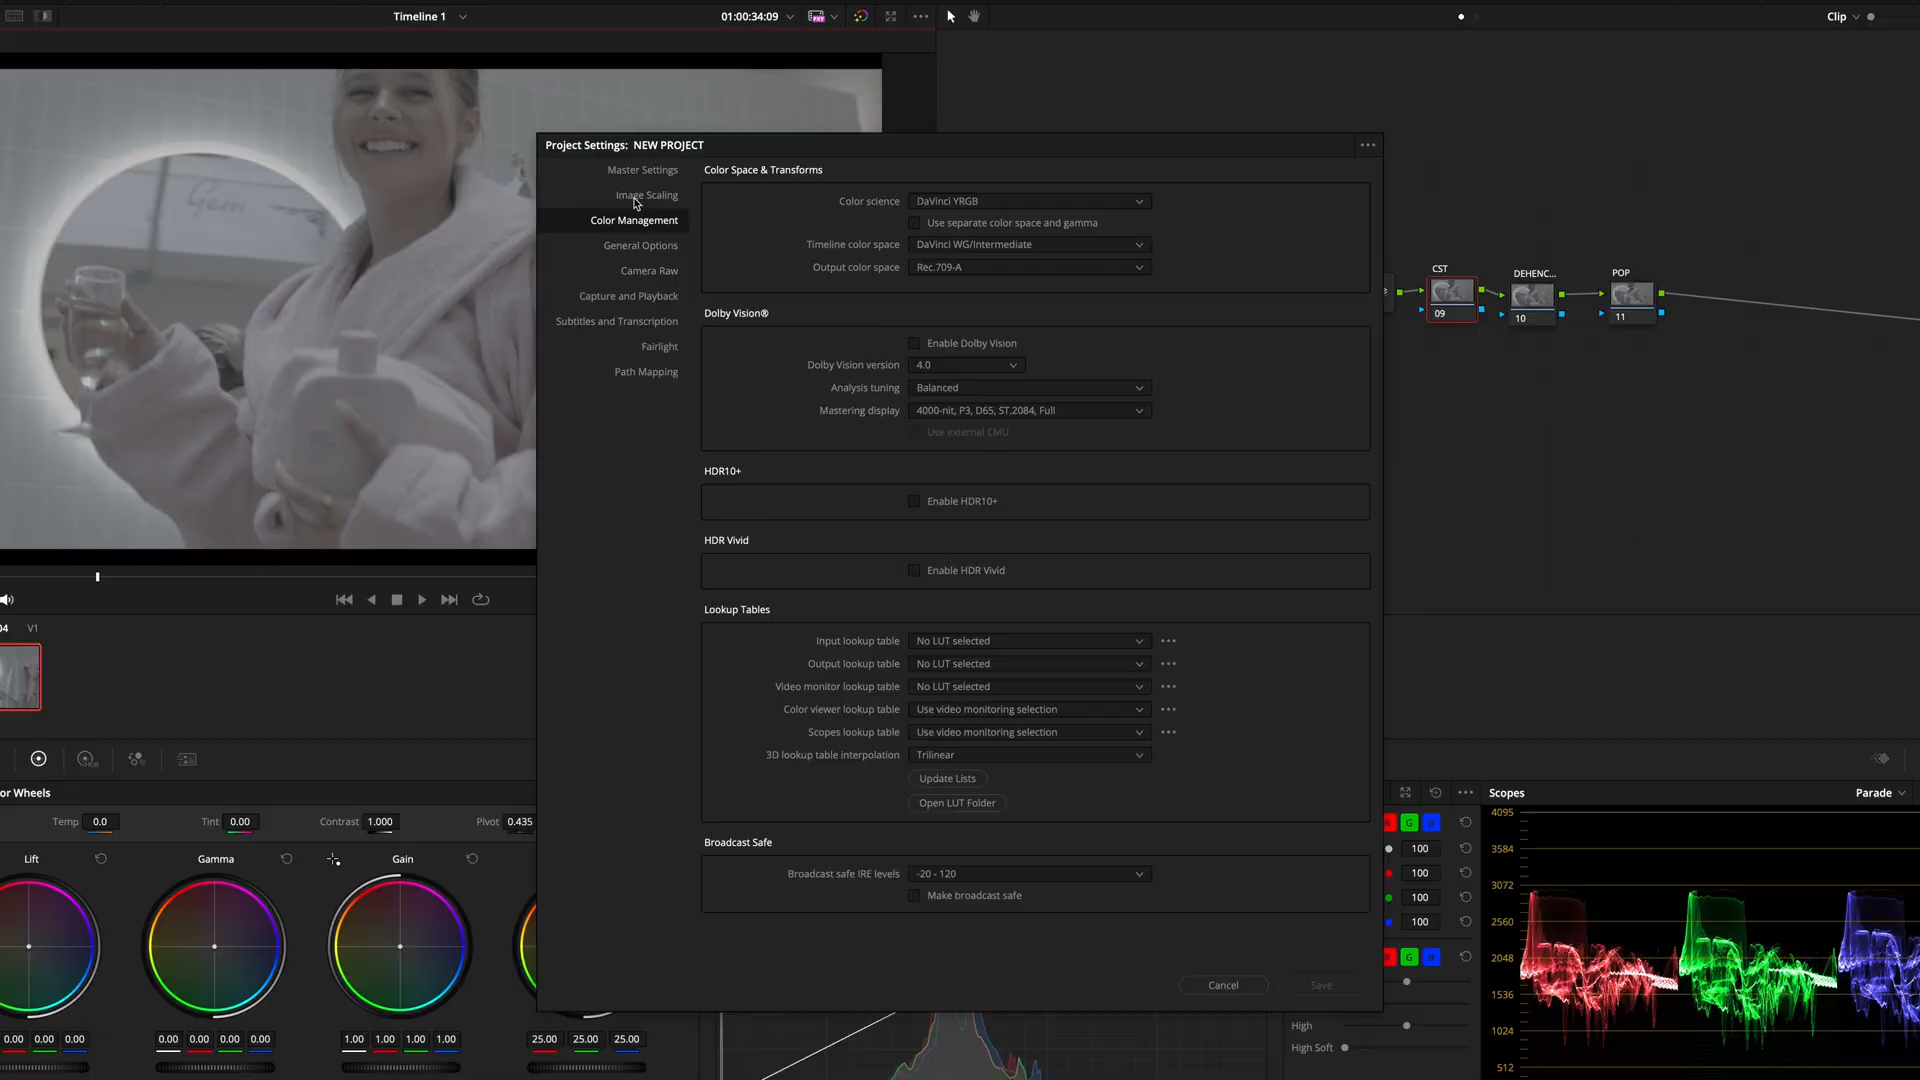 Timeline 1
01:00:34:09
Clip
Gem
Project Settings: NEW PROJECT
Master Settings
Image Scaling
Color Management
General Options
Camera Raw
Capture and Playback
Subtitles and Transcription
Fairlight
Path Mapping
Color Space & Transforms
Color science DaVinci YRGB
Use separate color space and gamma
Timeline color space DaVinci WG/Intermediate
Output color space Rec.709-A
Dolby Vision®
Enable Dolby Vision
Dolby Vision version 4.0
Analysis tuning Balanced
Mastering display 4000-nit, P3, D65, ST.2084, Full
Use external CMU
HDR10+
Enable HDR10+
HDR Vivid
Enable HDR Vivid
Lookup Tables
Input lookup table No LUT selected
Output lookup table No LUT selected
Video monitor lookup table No LUT selected
Color viewer lookup table Use video monitoring selection
Scopes lookup table Use video monitoring selection
3D lookup table interpolation Trilinear
Update Lists
Open LUT Folder
Broadcast Safe
Broadcast safe IRE levels -20 - 120
Make broadcast safe
Cancel Save
CST
09
DEHENC...
10
POP
11
04 V1
or Wheels
Temp 0.0 Tint 0.00 Contrast 1.000 Pivot 0.435
Lift Gamma Gain
0.00 0.00 0.00 0.00 0.00 0.00 0.00 1.00 1.00 1.00 1.00 25.00 25.00 25.00
HDR
G
100
100
100
100
G
High
High Soft
Scopes Parade
4095
3584
3072
2560
2048
1536
1024
512